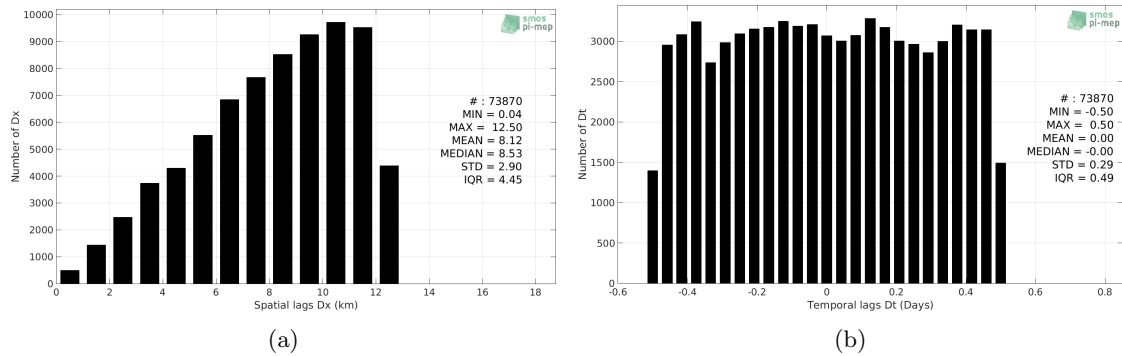 10000
9000
8000
7000
6000
5000
4000
3000
2000
1000
0
Number of Dx
0 2 4 6 8 10 12 14 16 18
Spatial lags Dx (km)
smos
pi-mep
# : 73870
MIN = 0.04
MAX = 12.50
MEAN = 8.12
MEDIAN = 8.53
STD = 2.90
IQR = 4.45
(a)
3000
2500
2000
1500
1000
500
0
Number of Dt
-0.6 -0.4 -0.2 0 0.2 0.4 0.6 0.8
Temporal lags Dt (Days)
smos
pi-mep
# : 73870
MIN = -0.50
MAX = 0.50
MEAN = 0.00
MEDIAN = -0.00
STD = 0.29
IQR = 0.49
(b)